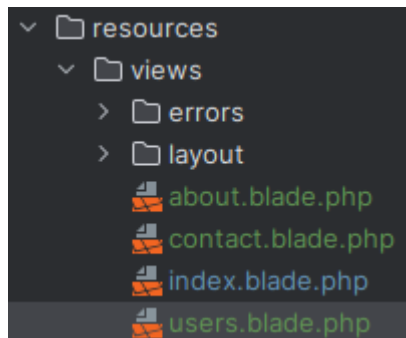 resources
views
errors
layout
about.blade.php
contact.blade.php
index.blade.php
users.blade.php